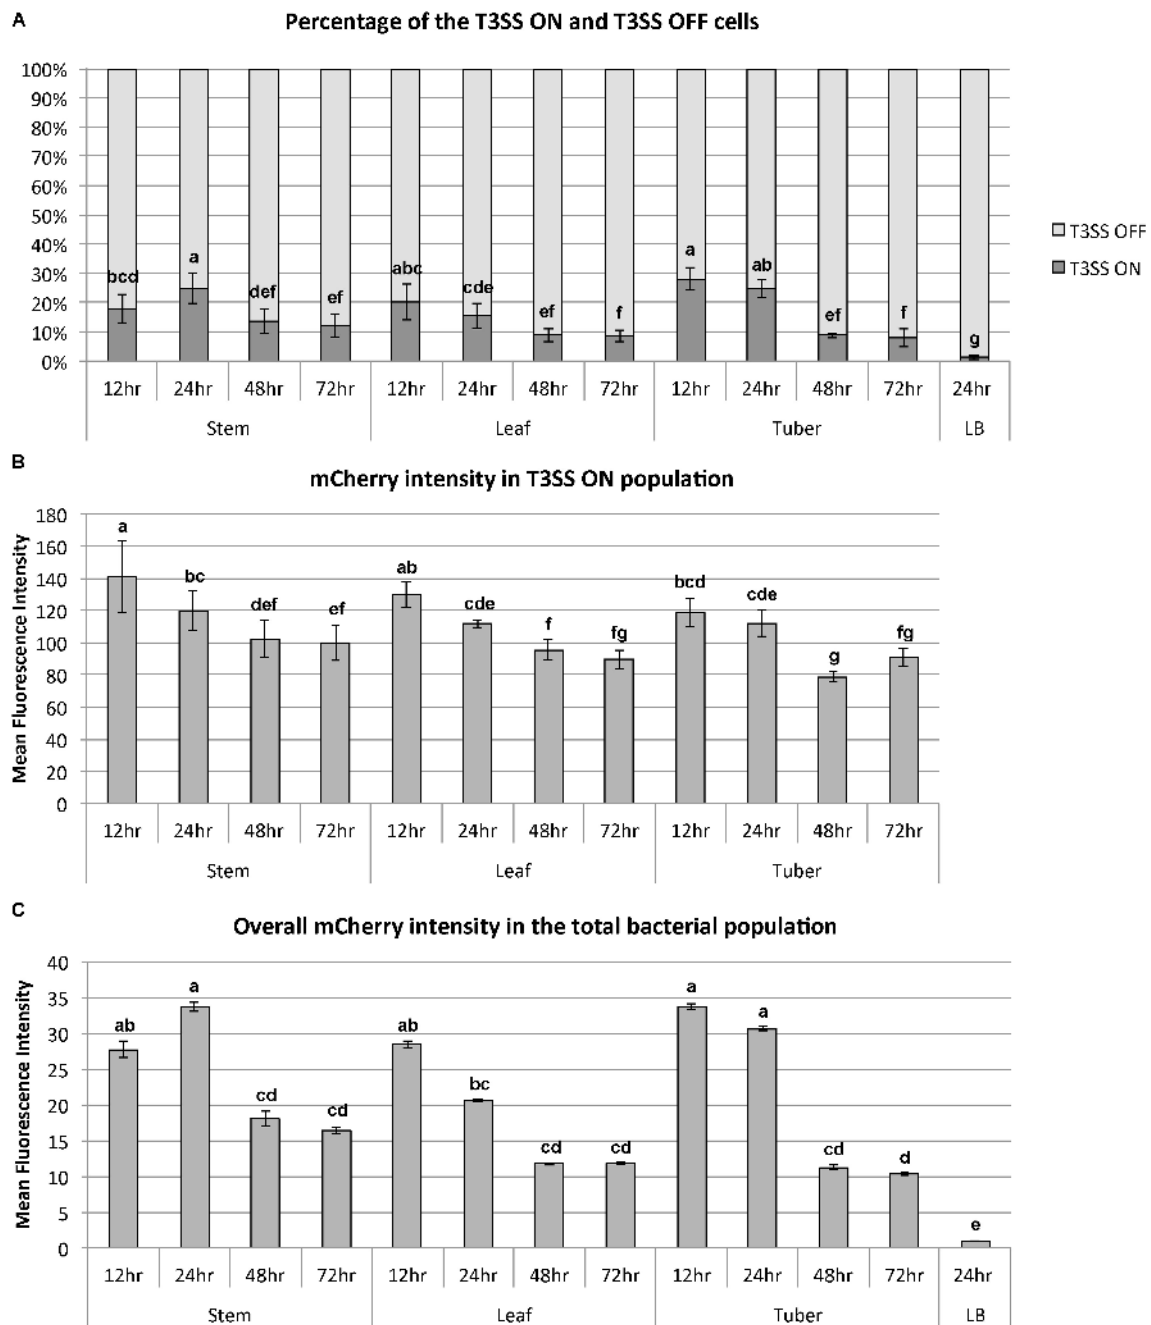 A
Percentage of the T3SS ON and T3SS OFF cells
100%
90%
80%
70%
60%
50%
40%
30%
20%
10%
0%
bcd a def ef abc cde ef f a ab ef f g
T3SS OFF
T3SS ON
12hr 24hr 48hr 72hr 12hr 24hr 48hr 72hr 12hr 24hr 48hr 72hr 24hr
Stem Leaf Tuber LB
B
mCherry intensity in T3SS ON population
Mean Fluorescence Intensity
180
160
140
120
100
80
60
40
20
0
a bc def ef ab cde f fg bcd cde g fg
12hr 24hr 48hr 72hr 12hr 24hr 48hr 72hr 12hr 24hr 48hr 72hr
Stem Leaf Tuber
C
Overall mCherry intensity in the total bacterial population
Mean Fluorescence Intensity
40
35
30
25
20
15
10
5
0
ab a cd cd ab bc cd cd a a cd d e
12hr 24hr 48hr 72hr 12hr 24hr 48hr 72hr 12hr 24hr 48hr 72hr 24hr
Stem Leaf Tuber LB